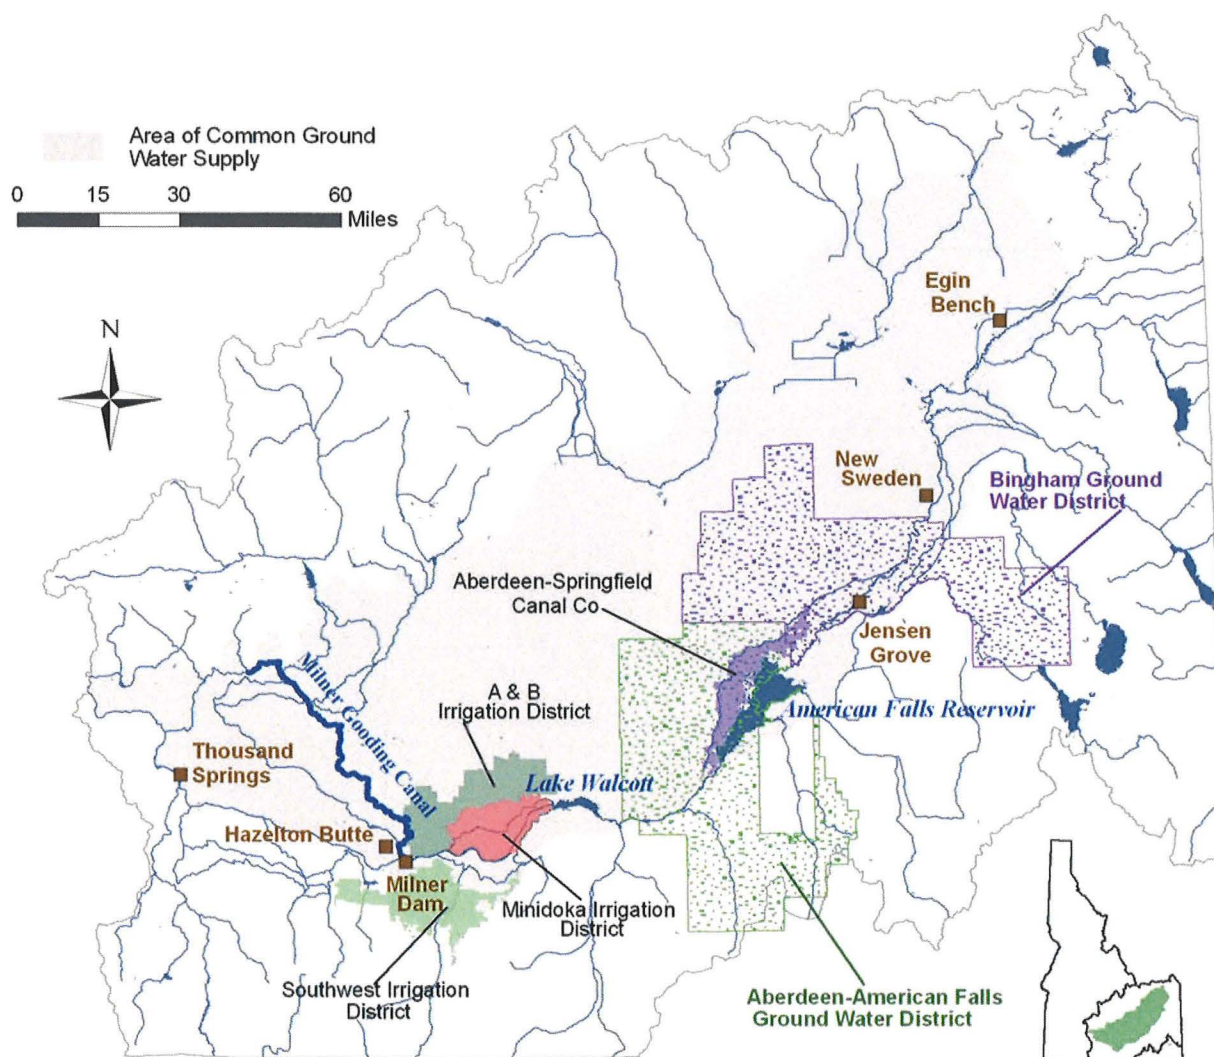 Area of Common Ground
Water Supply
0 15 30 60
Miles
N
Egin
Bench
New
Sweden
Bingham Ground
Water District
Aberdeen-Springfield
Canal Co
Jensen
Grove
Milner Gooding Canal
A & B
Irrigation District
American Falls Reservoir
Thousand
Springs
Lake Walcott
Hazelton Butte
Milner
Dam
Minidoka Irrigation
District
Southwest Irrigation
District
Aberdeen-American Falls
Ground Water District